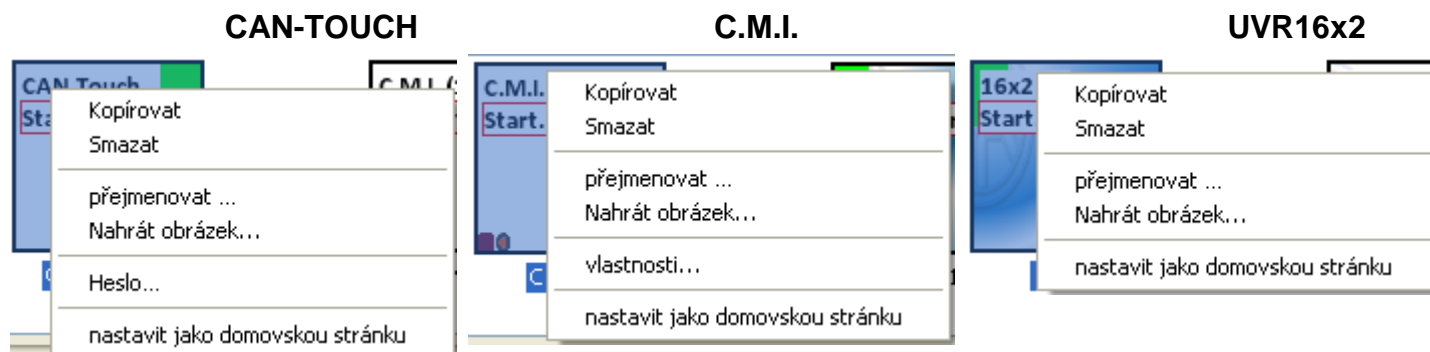 CAN-TOUCH
C.M.I.
UVR16x2
CAN Touch
Kopírovat
Smazat
přejmenovat ...
Nahrát obrázek...
Heslo...
nastavit jako domovskou stránku
C.M.I.
Start.
Kopírovat
Smazat
přejmenovat ...
Nahrát obrázek...
vlastnosti...
nastavit jako domovskou stránku
16x2
Start
Kopírovat
Smazat
přejmenovat ...
Nahrát obrázek...
nastavit jako domovskou stránku